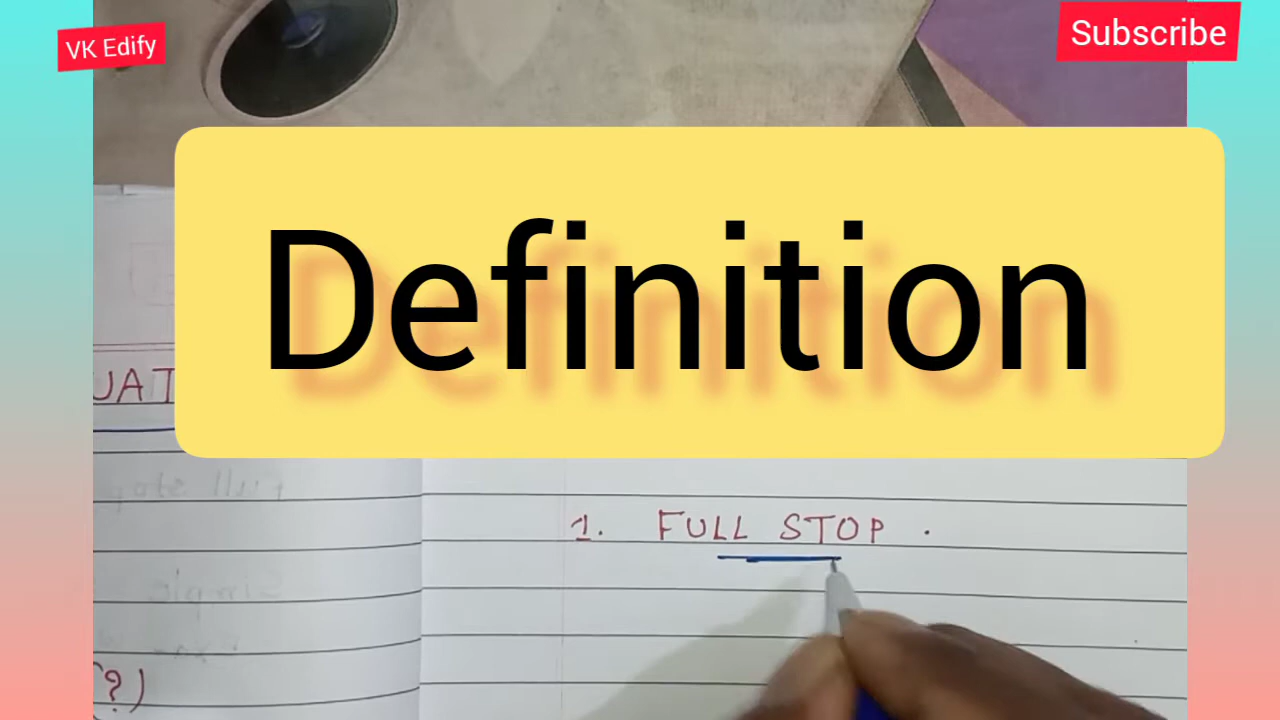 VK Edify
Subscribe
Definition
UAT
1. FULL STOP .
(?)